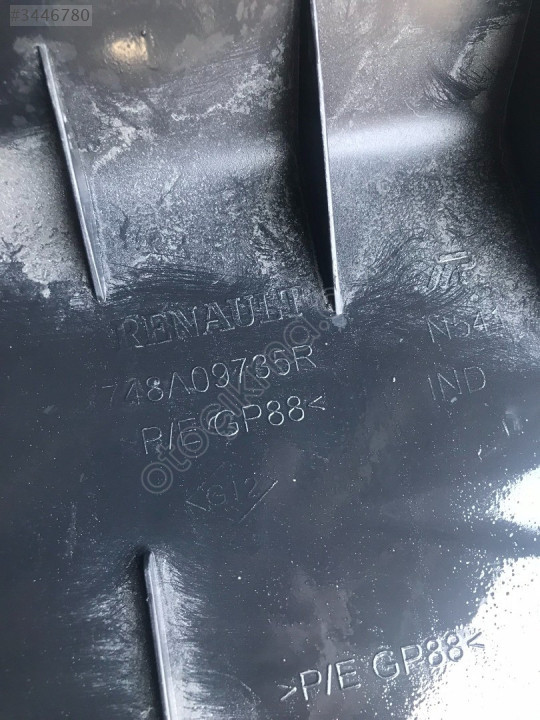 #3446780
RENAULT
748A09735R
P/E GP88<
IND
>P/E GP88<